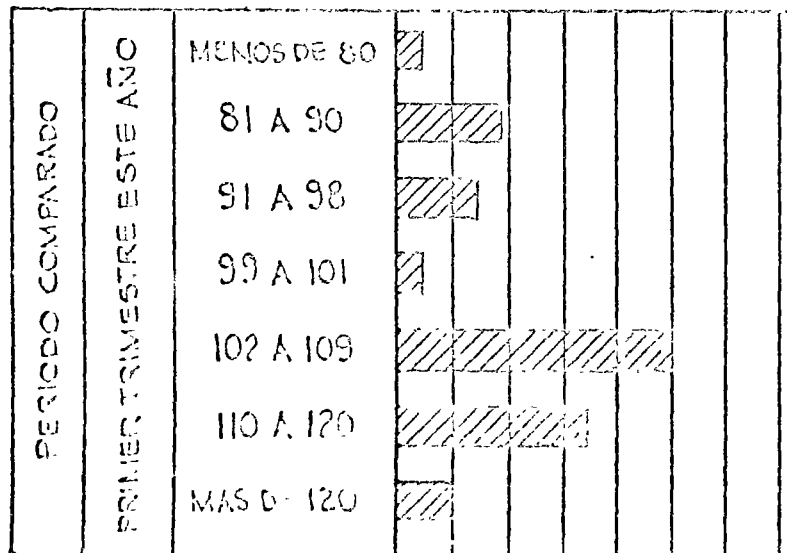 PERIODO COMPARADO
PRIMER TRIMESTRE ESTE AÑO
MENOS DE 80
81 A 90
91 A 98
99 A 101
102 A 109
110 A 120
MAS D- 120